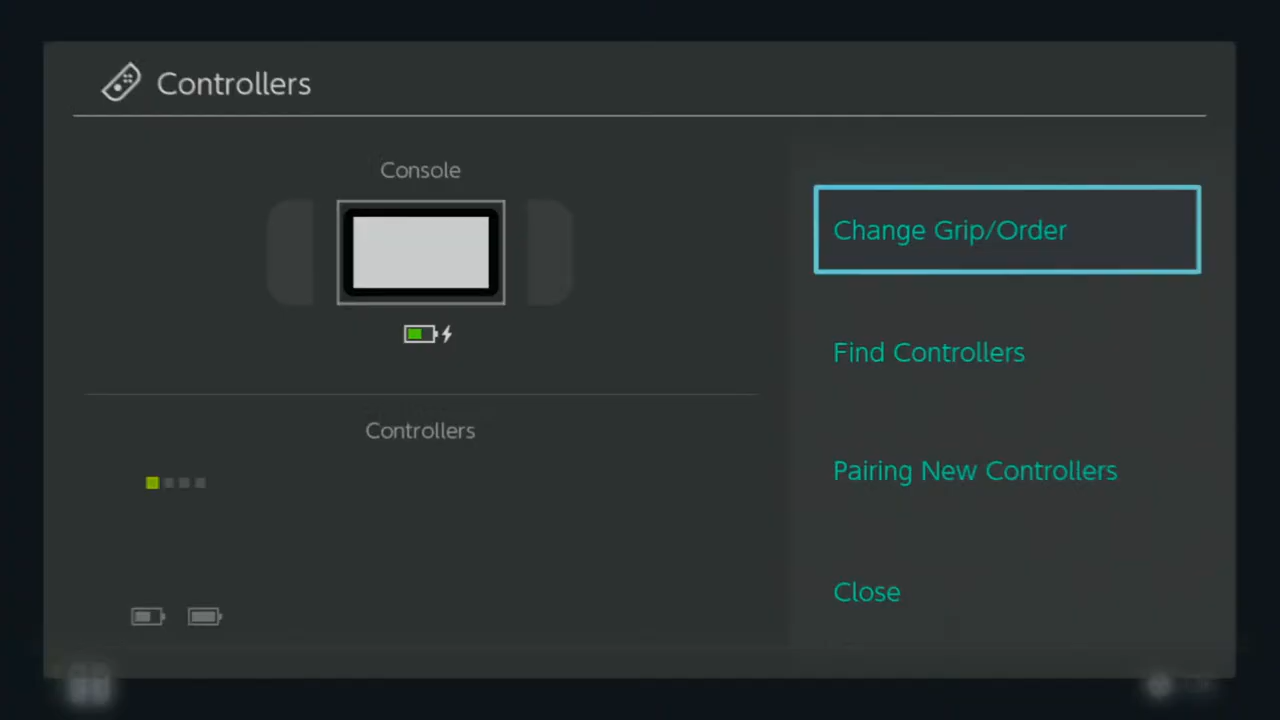 Controllers
Console
Change Grip/Order
Find Controllers
Controllers
Pairing New Controllers
Close